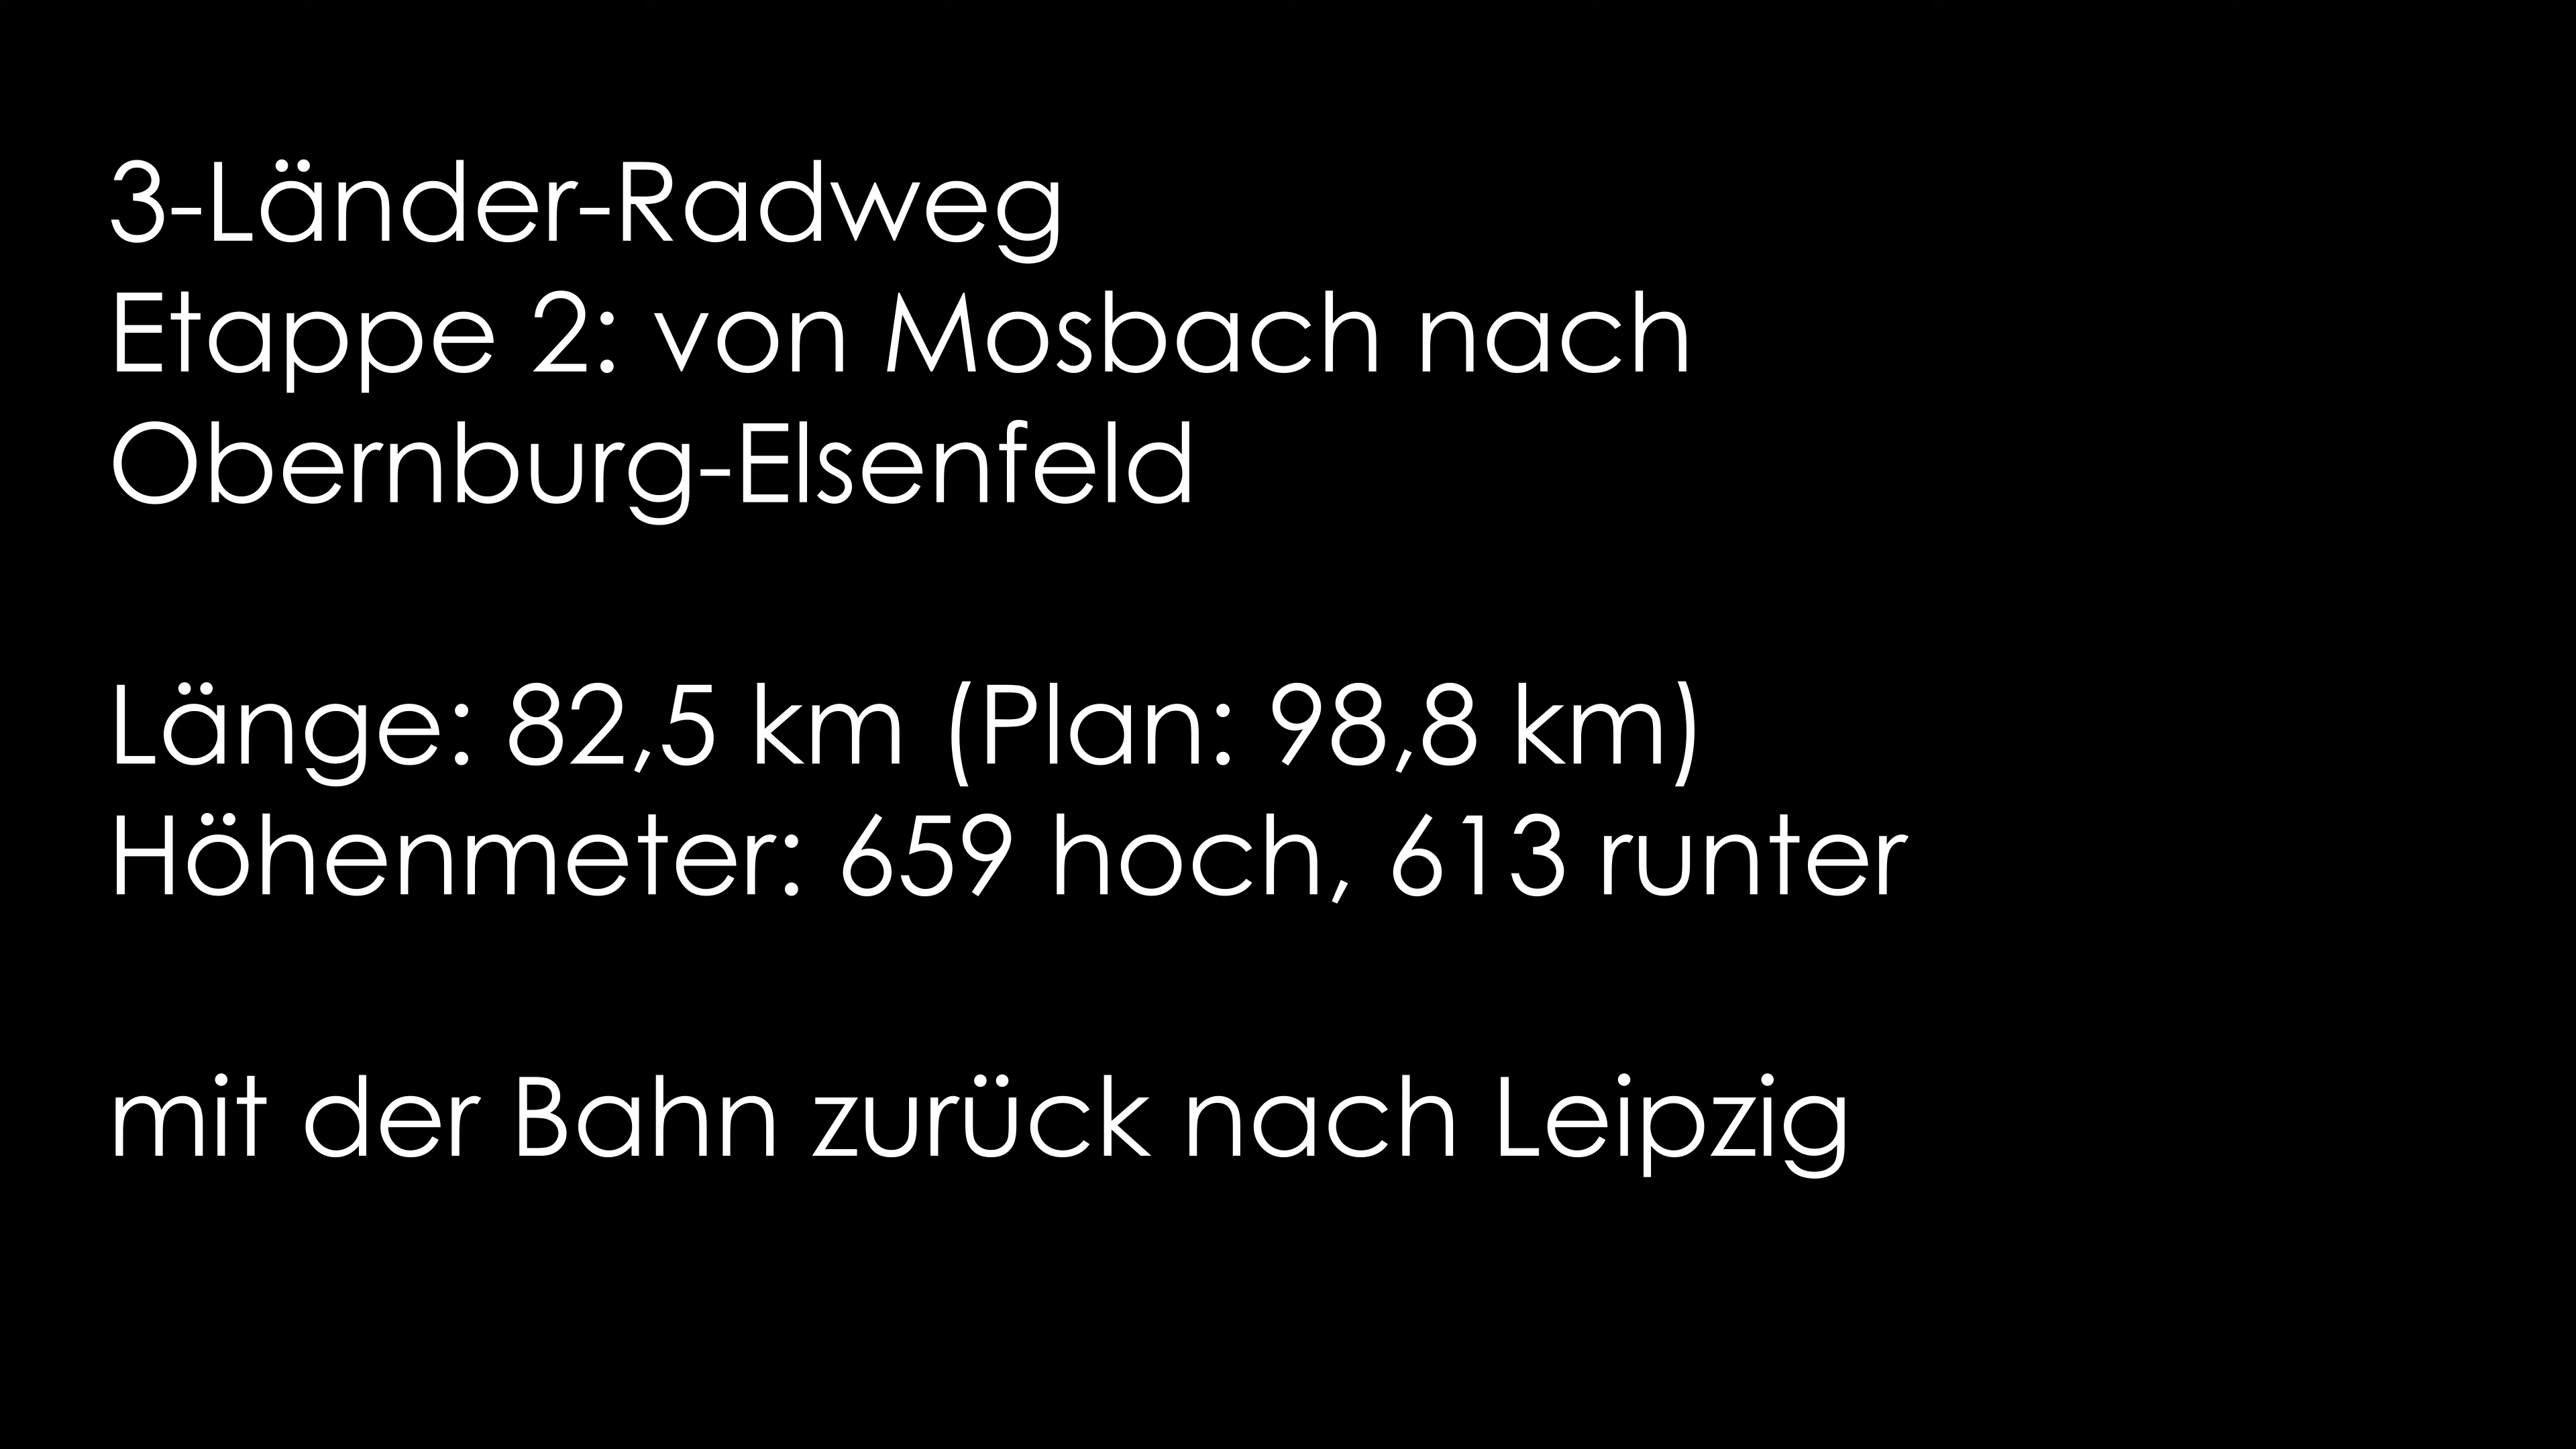 3-Länder-Radweg
Etappe 2: von Mosbach nach
Obernburg-Elsenfeld
Länge: 82,5 km (Plan: 98,8 km)
Höhenmeter: 659 hoch, 613 runter
mit der Bahn zurück nach Leipzig